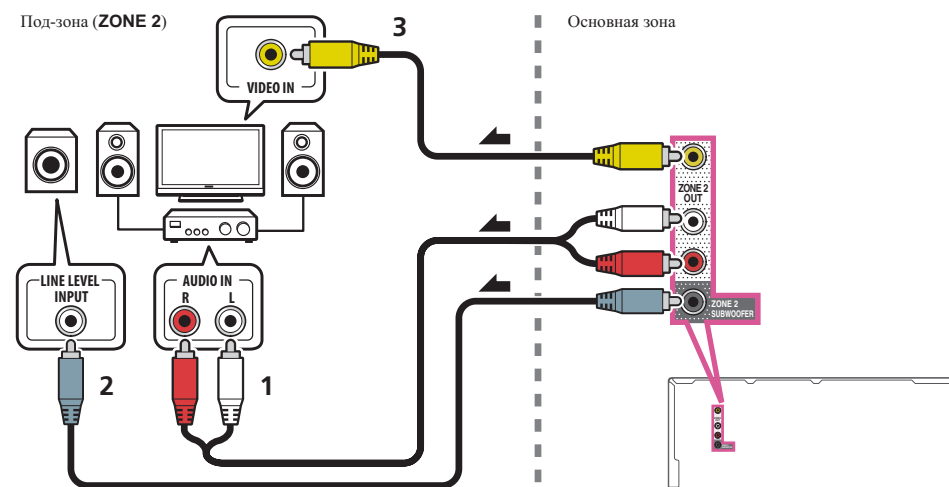 Под-зона (ZONE 2)
3
Основная зона
VIDEO IN
ZONE 2
OUT
LINE LEVEL
INPUT
AUDIO IN
R L
ZONE 2
SUBWOOFER
2
1